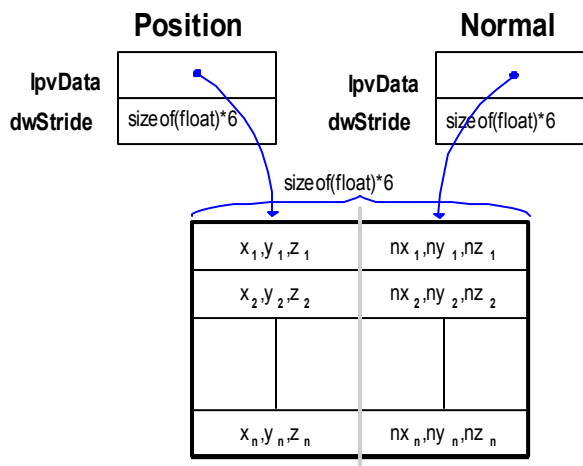 Position
Normal
lpvData
lpvData
dwStride
sizeof(float)*6
dwStride
sizeof(float)*6
sizeof(float)*6
x₁,y₁,z₁
nx₁,ny₁,nz₁
x₂,y₂,z₂
nx₂,ny₂,nz₂
xₙ,yₙ,zₙ
nxₙ,nyₙ,nzₙ